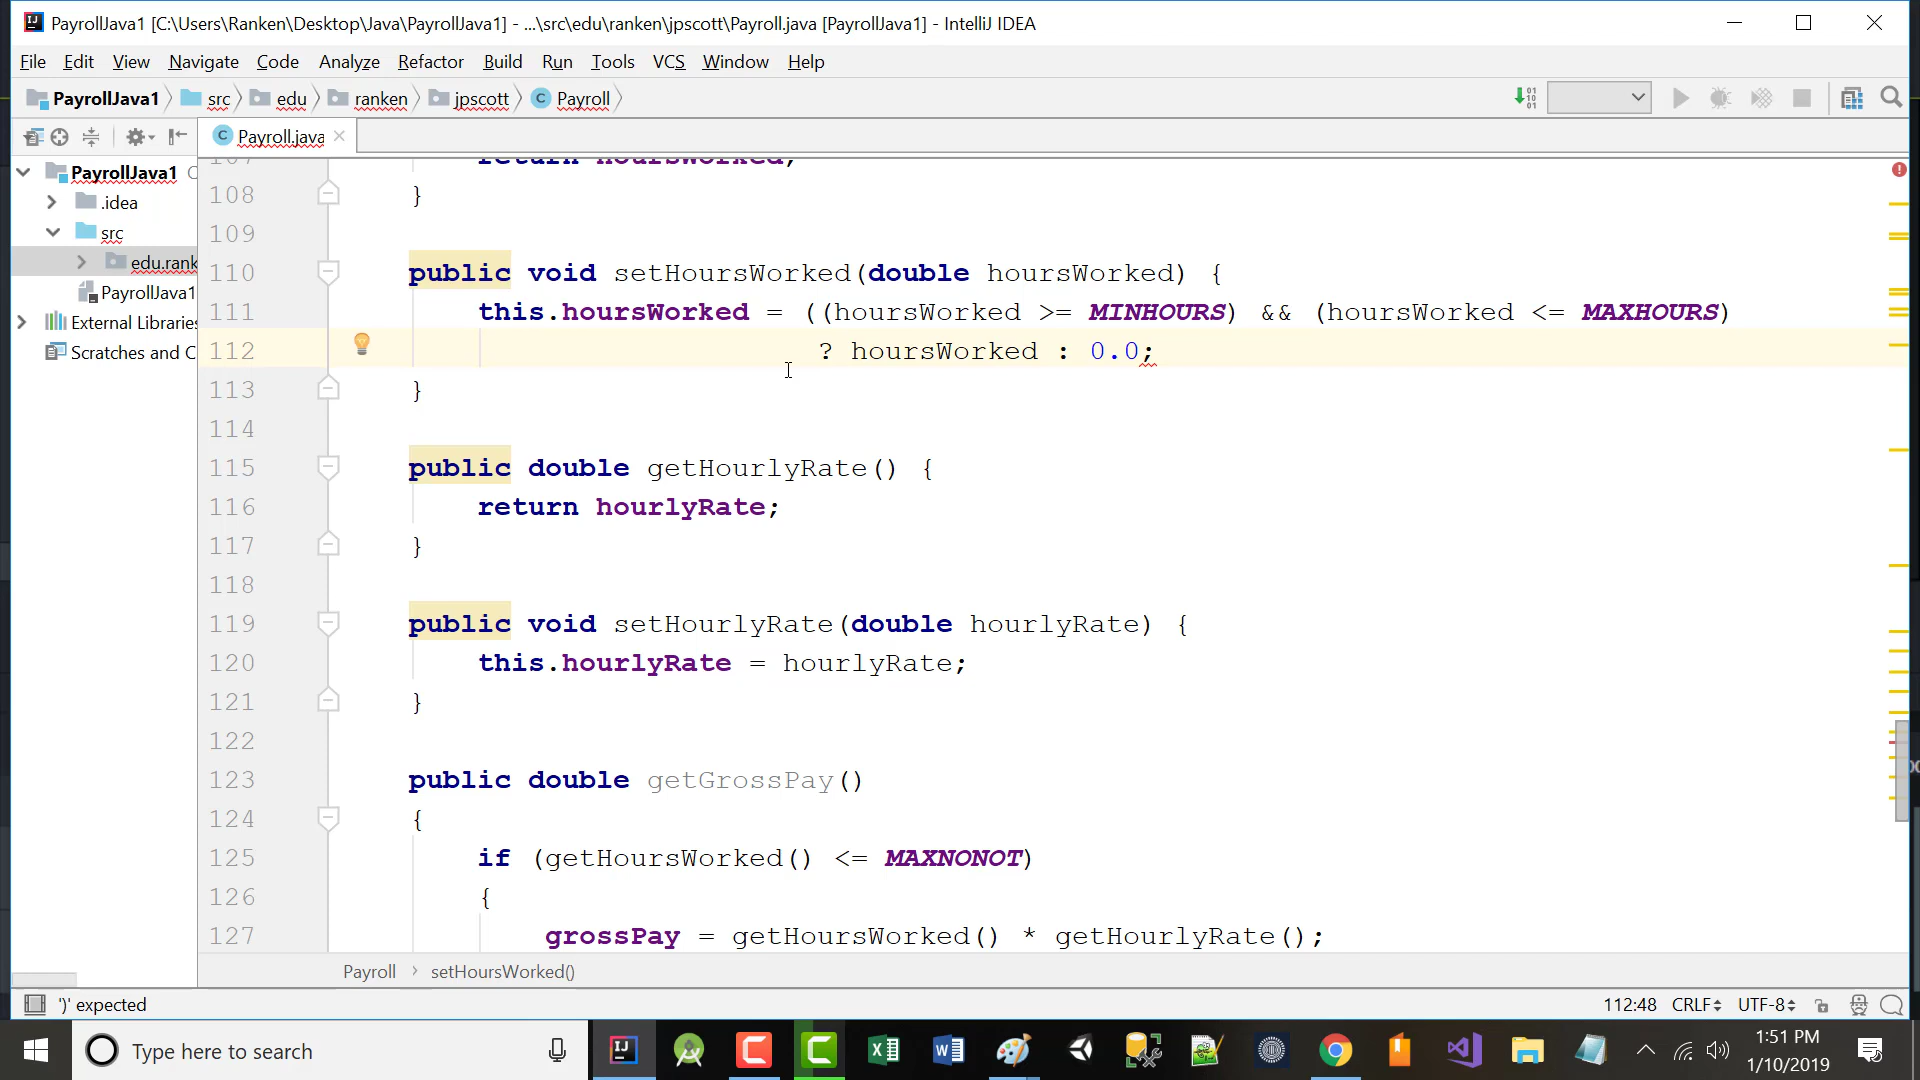 PayrollJava1 [C:\Users\Ranken\Desktop\Java\PayrollJava1] - ...\src\edu\ranken\jpscott\Payroll.java [PayrollJava1] - IntelliJ IDEA
File Edit View Navigate Code Analyze Refactor Build Run Tools VCS Window Help
PayrollJava1 src edu ranken jpscott Payroll
Payroll.java
PayrollJava1
.idea
src
edu.rank
PayrollJava1
External Libraries
Scratches and C
107 return hoursWorked;
108 }
109
110 public void setHoursWorked(double hoursWorked) {
111 this.hoursWorked = ((hoursWorked >= MINHOURS) && (hoursWorked <= MAXHOURS)
112 ? hoursWorked : 0.0;
113 }
114
115 public double getHourlyRate() {
116 return hourlyRate;
117 }
118
119 public void setHourlyRate(double hourlyRate) {
120 this.hourlyRate = hourlyRate;
121 }
122
123 public double getGrossPay()
124 {
125 if (getHoursWorked() <= MAXNONOT)
126 {
127 grossPay = getHoursWorked() * getHourlyRate();
Payroll › setHoursWorked()
')' expected 112:48 CRLF UTF-8
Type here to search
1:51 PM
1/10/2019